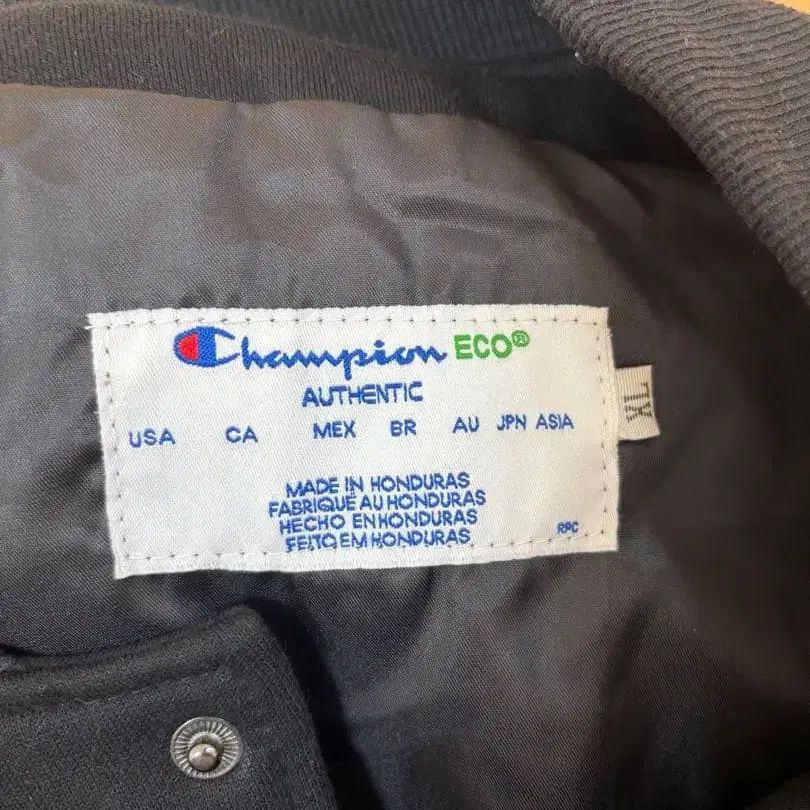 Champion ECO®
AUTHENTIC
USA CA MEX BR AU JPN ASIA
MADE IN HONDURAS
FABRIQUÉ AU HONDURAS
HECHO EN HONDURAS
FEITO EM HONDURAS
RPC
XL